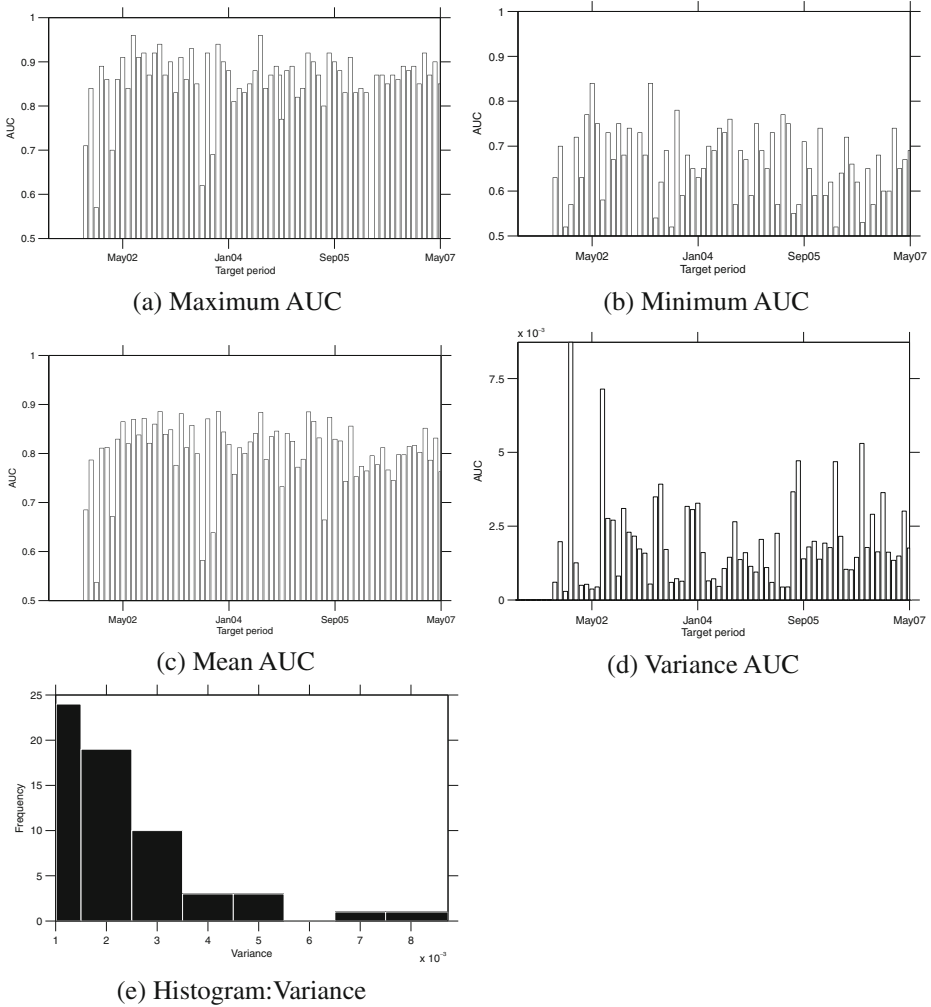 1
0.9
0.8
0.7
0.6
0.5
AUC
May02
Jan04
Sep05
May07
Target period
(a) Maximum AUC
1
0.9
0.8
0.7
0.6
0.5
AUC
May02
Jan04
Sep05
May07
Target period
(b) Minimum AUC
1
0.9
0.8
0.7
0.6
0.5
AUC
May02
Jan04
Sep05
May07
Target period
(c) Mean AUC
x 10⁻³
7.5
5
2.5
0
AUC
May02
Jan04
Sep05
May07
Target period
(d) Variance AUC
25
20
15
10
5
0
Frequency
1 2 3 4 5 6 7 8
Variance
x 10⁻³
(e) Histogram:Variance